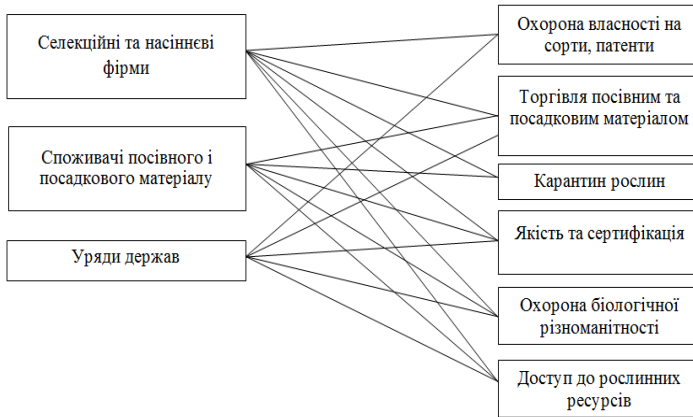 Селекційні та насіннєві
фірми
Споживачі посівного і
посадкового матеріалу
Уряди держав
Охорона власності на
сорти, патенти
Торгівля посівним та
посадковим матеріалом
Карантин рослин
Якість та сертифікація
Охорона біологічної
різноманітності
Доступ до рослинних
ресурсів